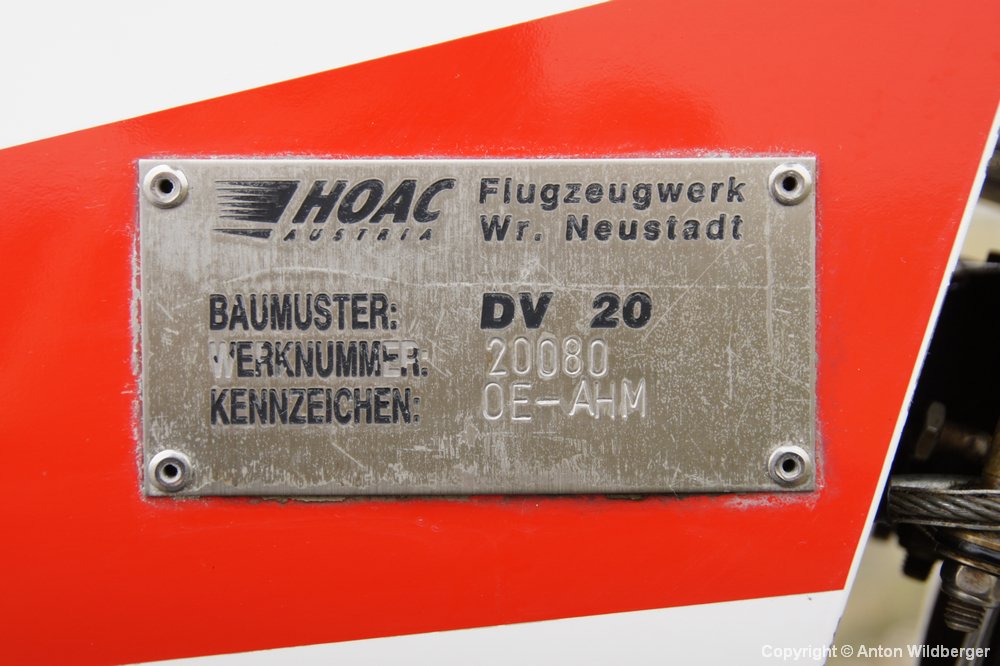 HOAC
AUSTRIA
Flugzeugwerk
Wr. Neustadt
BAUMUSTER: DV 20
WERKNUMMER: 20080
KENNZEICHEN: OE-AHM
Copyright © Anton Wildberger